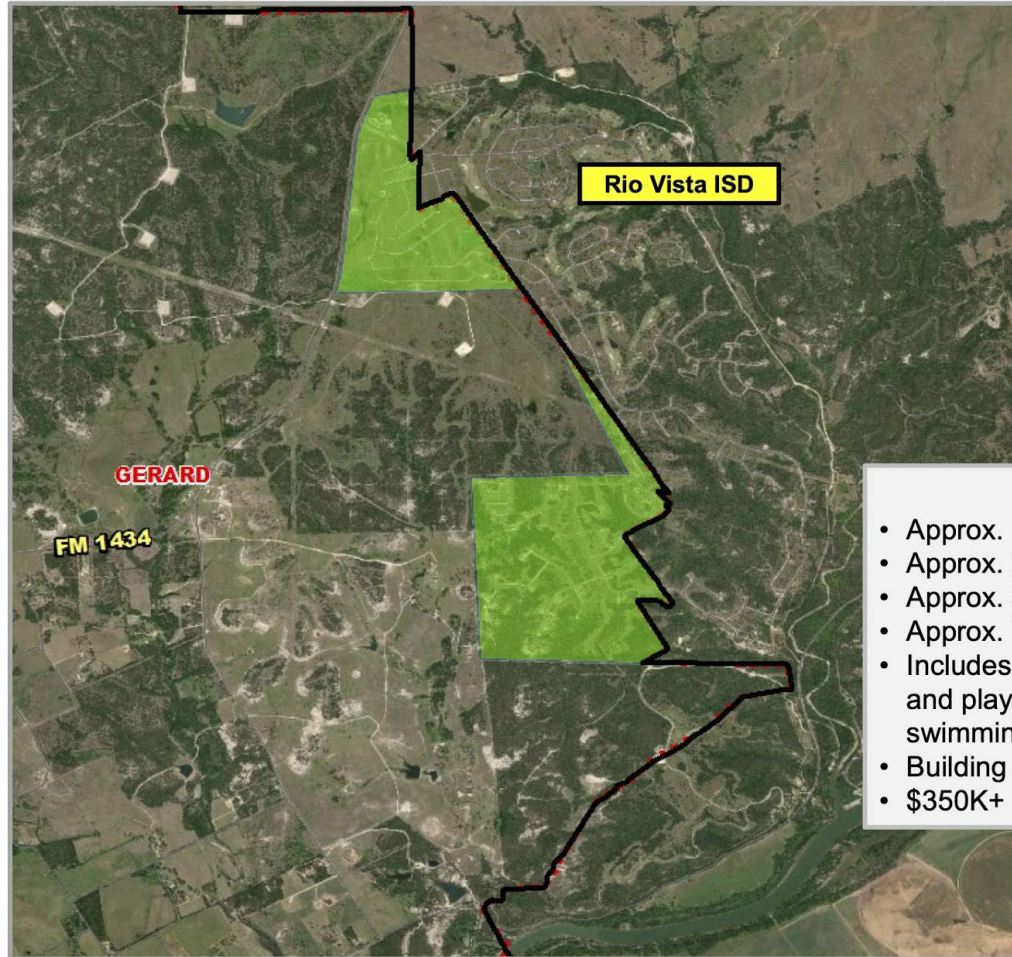 Rio Vista ISD
GERARD
FM 1434
• Approx.
• Approx.
• Approx.
• Approx.
• Includes
and play
swimmin
• Building
• $350K+